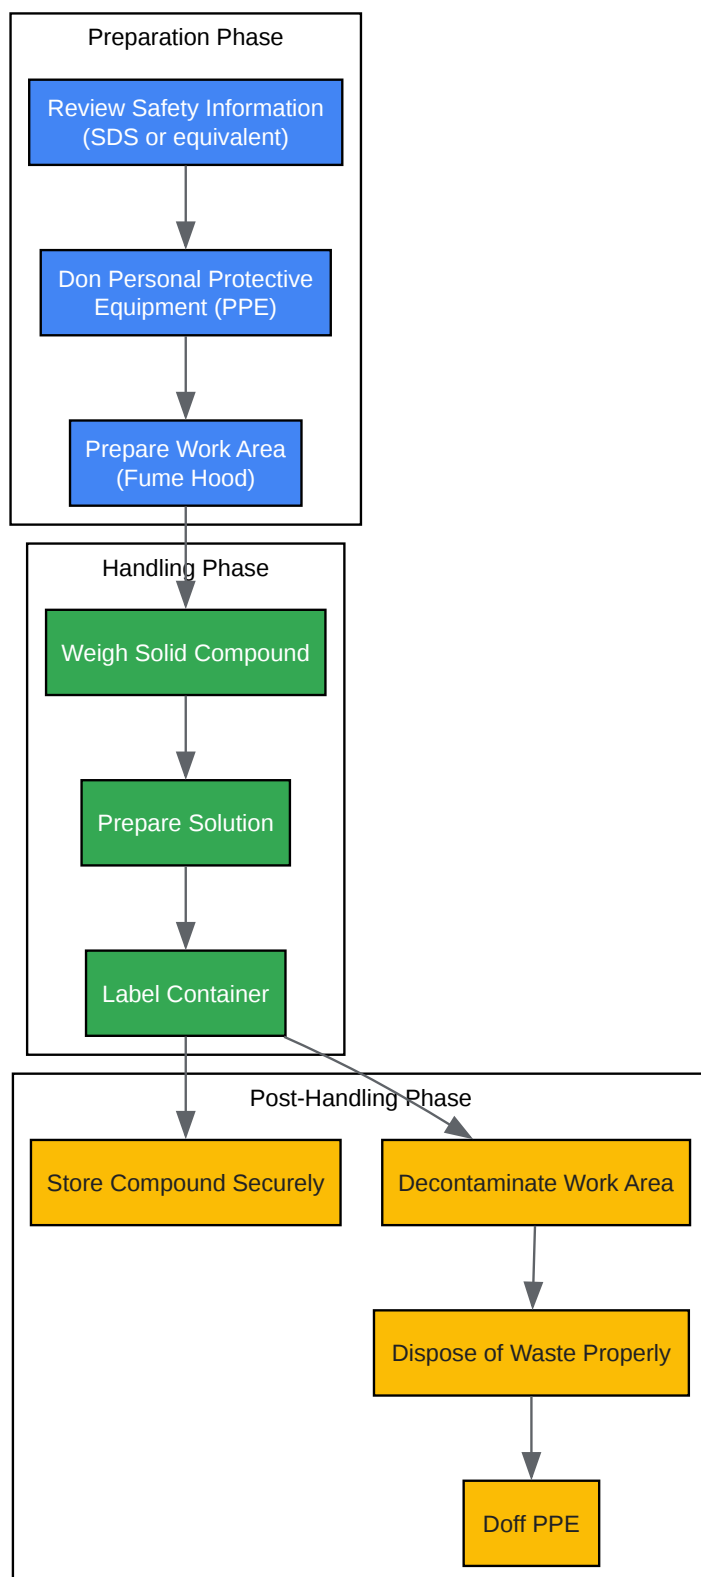 Preparation Phase
Review Safety Information
(SDS or equivalent)
Don Personal Protective
Equipment (PPE)
Prepare Work Area
(Fume Hood)
Handling Phase
Weigh Solid Compound
Prepare Solution
Label Container
Post-Handling Phase
Store Compound Securely
Decontaminate Work Area
Dispose of Waste Properly
Doff PPE